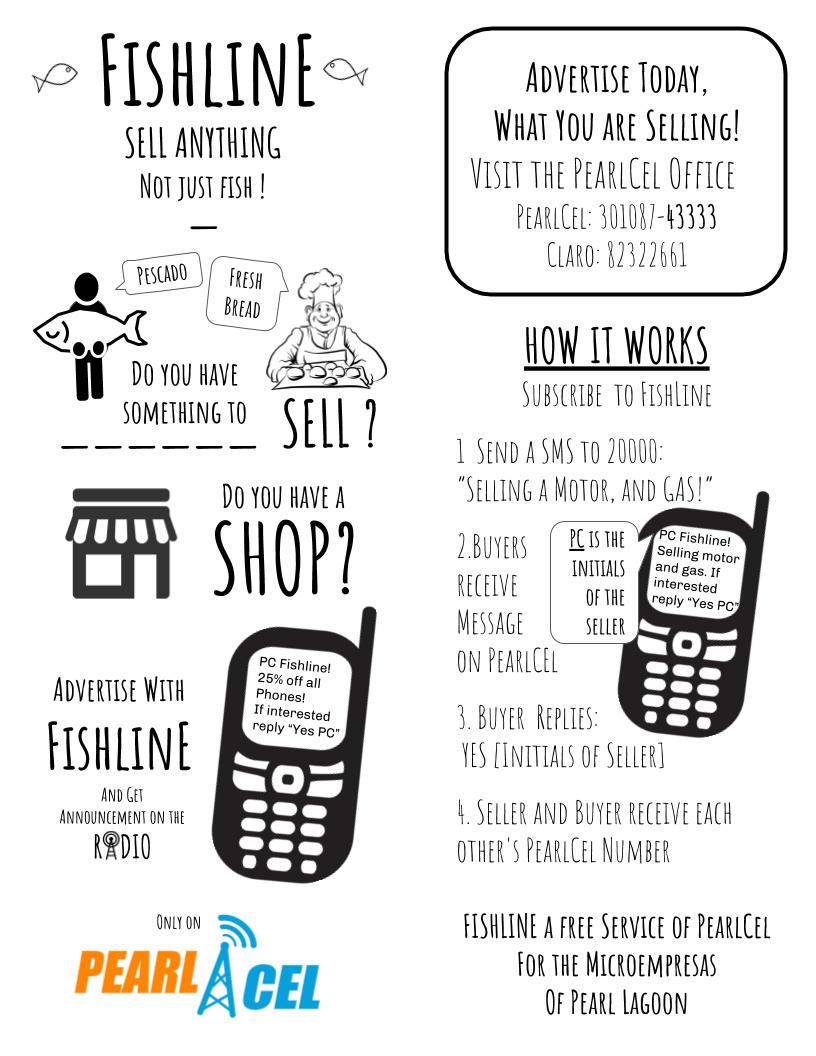 FISHLINE
SELL ANYTHING
NOT JUST FISH !
PESCADO
FRESH
BREAD
DO YOU HAVE
SOMETHING TO
_ _ _ _ _ _ SELL ?
DO YOU HAVE A
SHOP?
PC Fishline!
25% off all
Phones!
If interested
reply “Yes PC”
ADVERTISE WITH
FISHLINE
AND GET
ANNOUNCEMENT ON THE
RADIO
ONLY ON
PEARL CEL
ADVERTISE TODAY,
WHAT YOU ARE SELLING!
VISIT THE PEARLCEL OFFICE
PEARLCEL: 301087-43333
CLARO: 82322661
HOW IT WORKS
SUBSCRIBE TO FISHLINE
1 SEND A SMS TO 20000:
“SELLING A MOTOR, AND GAS!”
2.BUYERS
RECEIVE
MESSAGE
ON PEARLCEL
PC IS THE
INITIALS
OF THE
SELLER
PC Fishline!
Selling motor
and gas. If
interested
reply “Yes PC”
3. BUYER REPLIES:
YES [INITIALS OF SELLER]
4. SELLER AND BUYER RECEIVE EACH
OTHER'S PEARLCEL NUMBER
FISHLINE A FREE SERVICE OF PEARLCEL
FOR THE MICROEMPRESAS
OF PEARL LAGOON